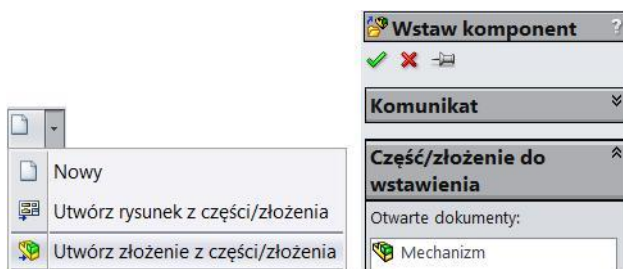 Nowy
Utwórz rysunek z części/złożenia
Utwórz złożenie z części/złożenia
Wstaw komponent ?
Komunikat
Część/złożenie do
wstawienia
Otwarte dokumenty:
Mechanizm